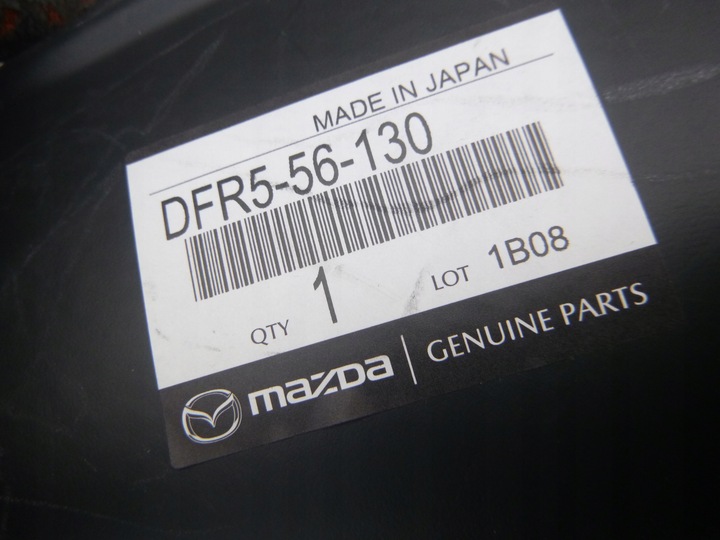 MADE IN JAPAN
DFR5-56-130
QTY 1 LOT 1B08
mazda | GENUINE PARTS